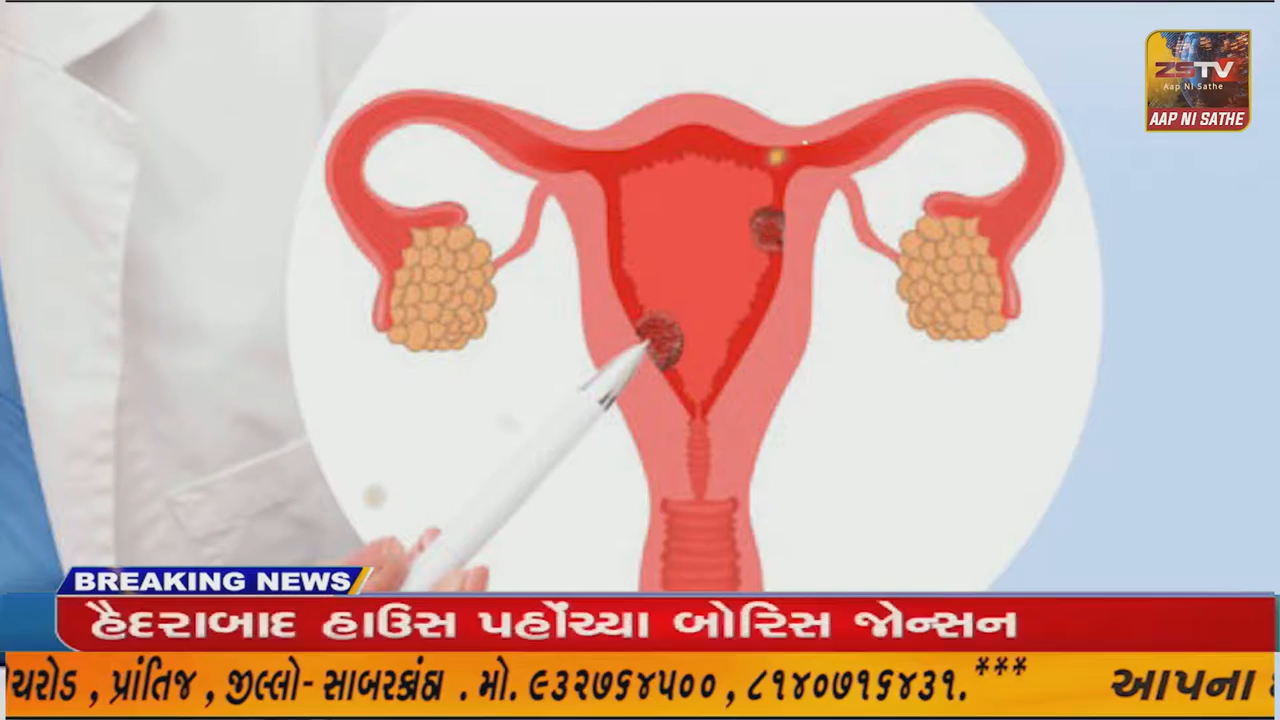 ZSTV
Aap Ni Sathe
AAP NI SATHE
BREAKING NEWS
હૈદરાબાદ હાઉસ પહોંચ્યા બોરિસ જોન્સન
ચરોડ , પ્રાંતિજ , જીલ્લો- સાબરકાંઠા . મો. ૯૩૨૭૬૪૫૦૦ , ૮૧૪૦૭૧૬૪૩૧.*** આપના